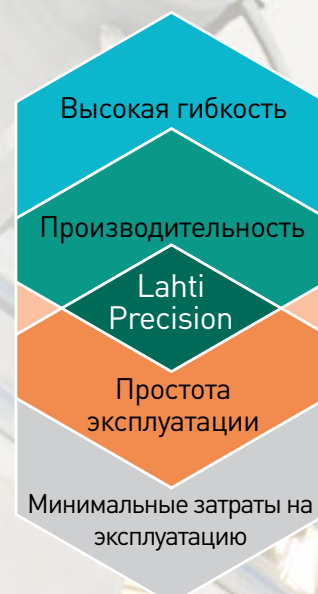 Высокая гибкость
Производительность
Lahti
Precision
Простота
эксплуатации
Минимальные затраты на
эксплуатацию